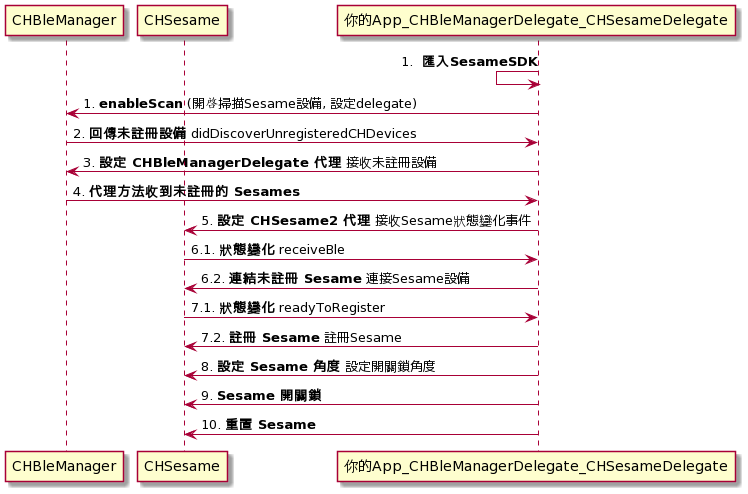 CHBleManager CHSesame 你的App_CHBleManagerDelegate_CHSesameDelegate
1. 匯入SesameSDK
1. enableScan (開啓掃描Sesame設備, 設定delegate)
2. 回傳未註冊設備 didDiscoverUnregisteredCHDevices
3. 設定 CHBleManagerDelegate 代理 接收未註冊設備
4. 代理方法收到未註冊的 Sesames
5. 設定 CHSesame2 代理 接收Sesame狀態變化事件
6.1. 狀態變化 receiveBle
6.2. 連結未註冊 Sesame 連接Sesame設備
7.1. 狀態變化 readyToRegister
7.2. 註冊 Sesame 註冊Sesame
8. 設定 Sesame 角度 設定開關鎖角度
9. Sesame 開關鎖
10. 重置 Sesame
CHBleManager CHSesame 你的App_CHBleManagerDelegate_CHSesameDelegate